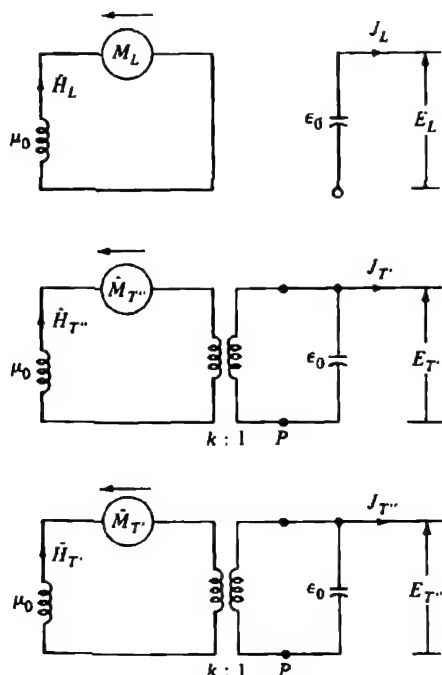 M_L
J_L
Ĥ_L
μ₀
ϵ₀
E_L
M̂_T″
J_T′
Ĥ_T″
μ₀
ϵ₀
E_T′
k : 1
P
M̂_T′
J_T″
Ĥ_T′
μ₀
ϵ₀
E_T″
k : 1
P